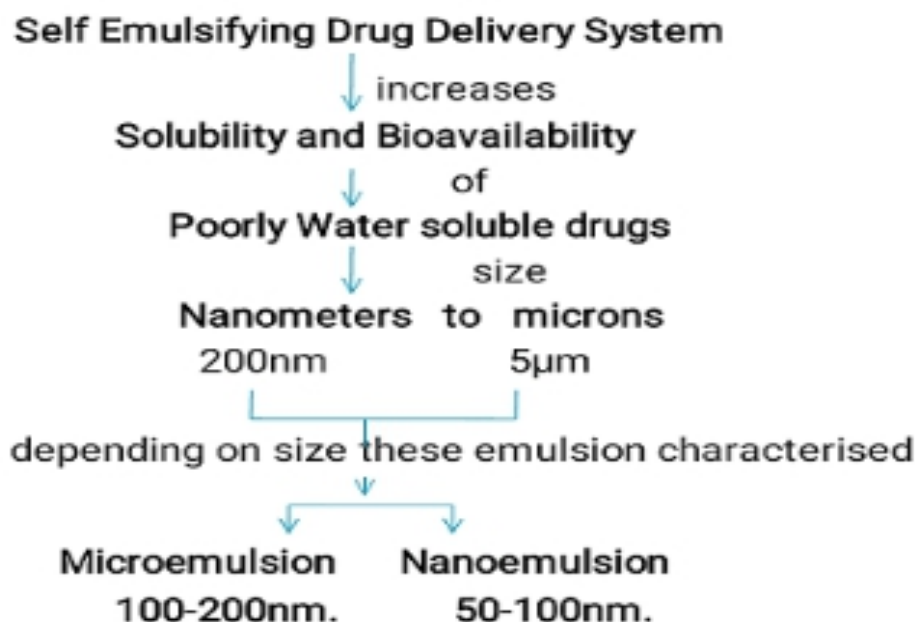 Self Emulsifying Drug Delivery System
increases
Solubility and Bioavailability
of
Poorly Water soluble drugs
size
Nanometers to microns
200nm 5µm
depending on size these emulsion characterised
Microemulsion Nanoemulsion
100-200nm. 50-100nm.